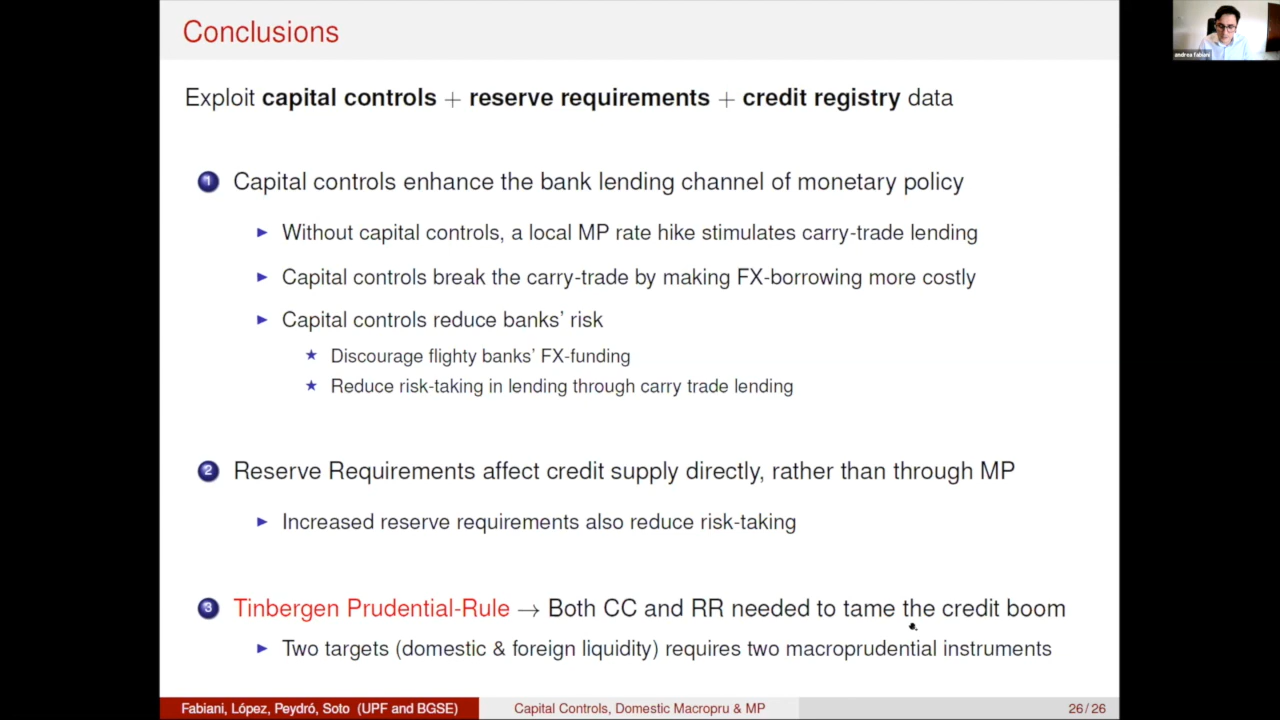 Conclusions
andrea fabiani
Exploit capital controls + reserve requirements + credit registry data
1 Capital controls enhance the bank lending channel of monetary policy
► Without capital controls, a local MP rate hike stimulates carry-trade lending
► Capital controls break the carry-trade by making FX-borrowing more costly
► Capital controls reduce banks' risk
★ Discourage flighty banks' FX-funding
★ Reduce risk-taking in lending through carry trade lending
2 Reserve Requirements affect credit supply directly, rather than through MP
► Increased reserve requirements also reduce risk-taking
3 Tinbergen Prudential-Rule → Both CC and RR needed to tame the credit boom
► Two targets (domestic & foreign liquidity) requires two macroprudential instruments
Fabiani, López, Peydró, Soto (UPF and BGSE) Capital Controls, Domestic Macropru & MP 26 / 26